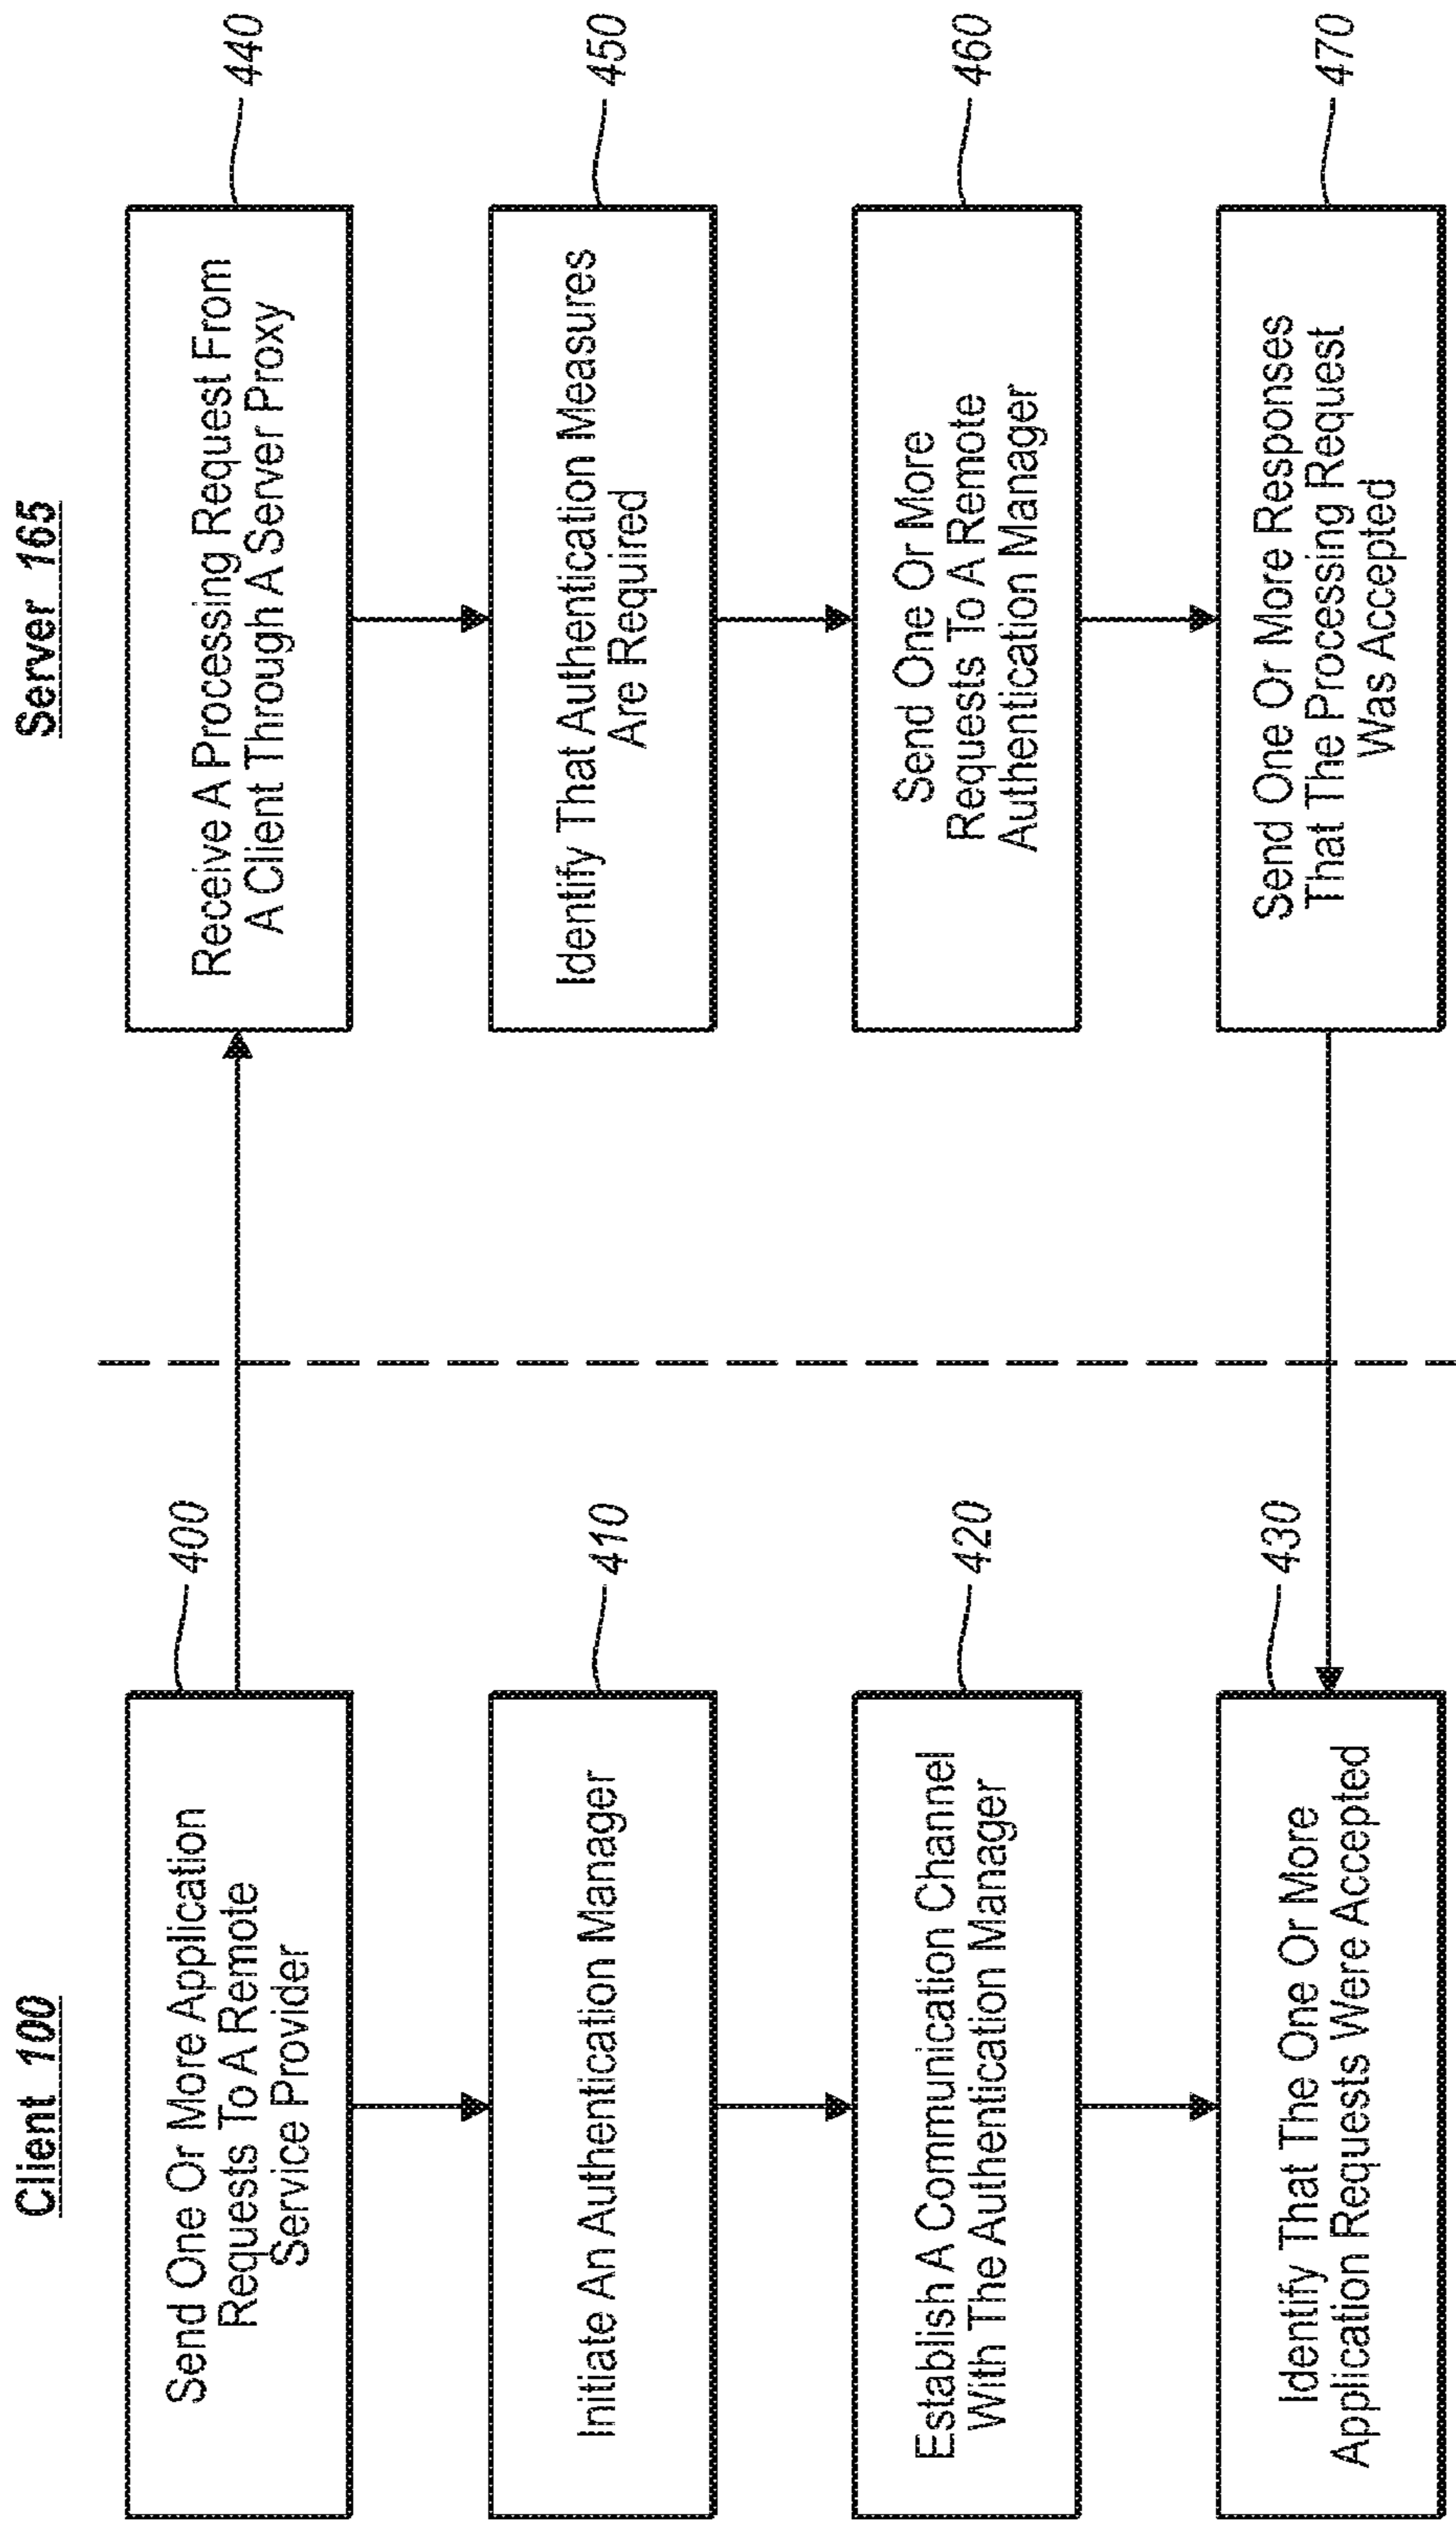 Client 100
Server 165
400
Send One Or More Application
Requests To A Remote
Service Provider
440
Receive A Processing Request From
A Client Through A Server Proxy
410
Initiate An Authentication Manager
450
Identify That Authentication Measures
Are Required
420
Establish A Communication Channel
With The Authentication Manager
460
Send One Or More
Requests To A Remote
Authentication Manager
430
Identify That The One Or More
Application Requests Were Accepted
470
Send One Or More Responses
That The Processing Request
Was Accepted